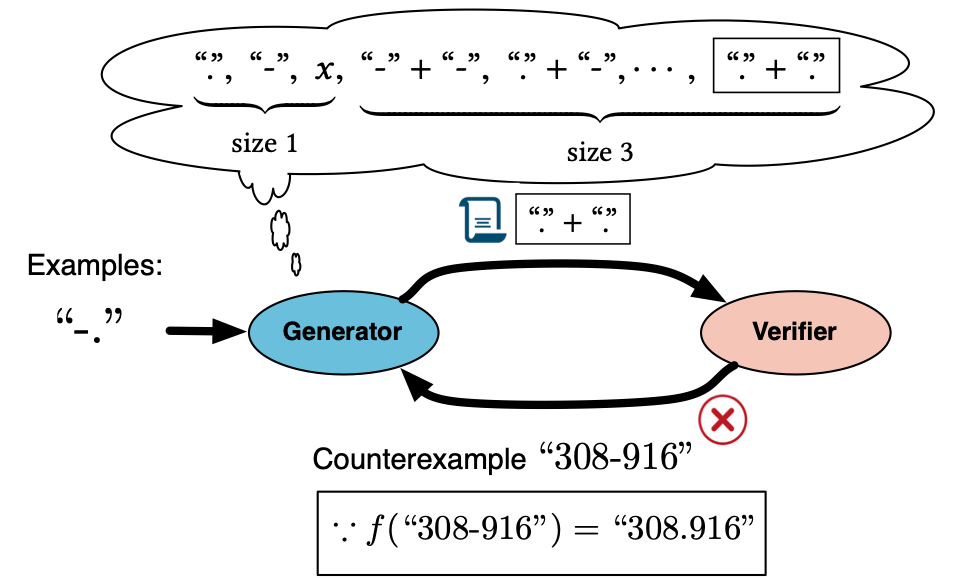 “.”, “-”, x, “-” + “-”, “.” + “-”, ··· , “.” + “.”
size 1
size 3
“.” + “.”
Examples:
“-.”
Generator
Verifier
Counterexample “308-916”
∵ f(“308-916”) = “308.916”